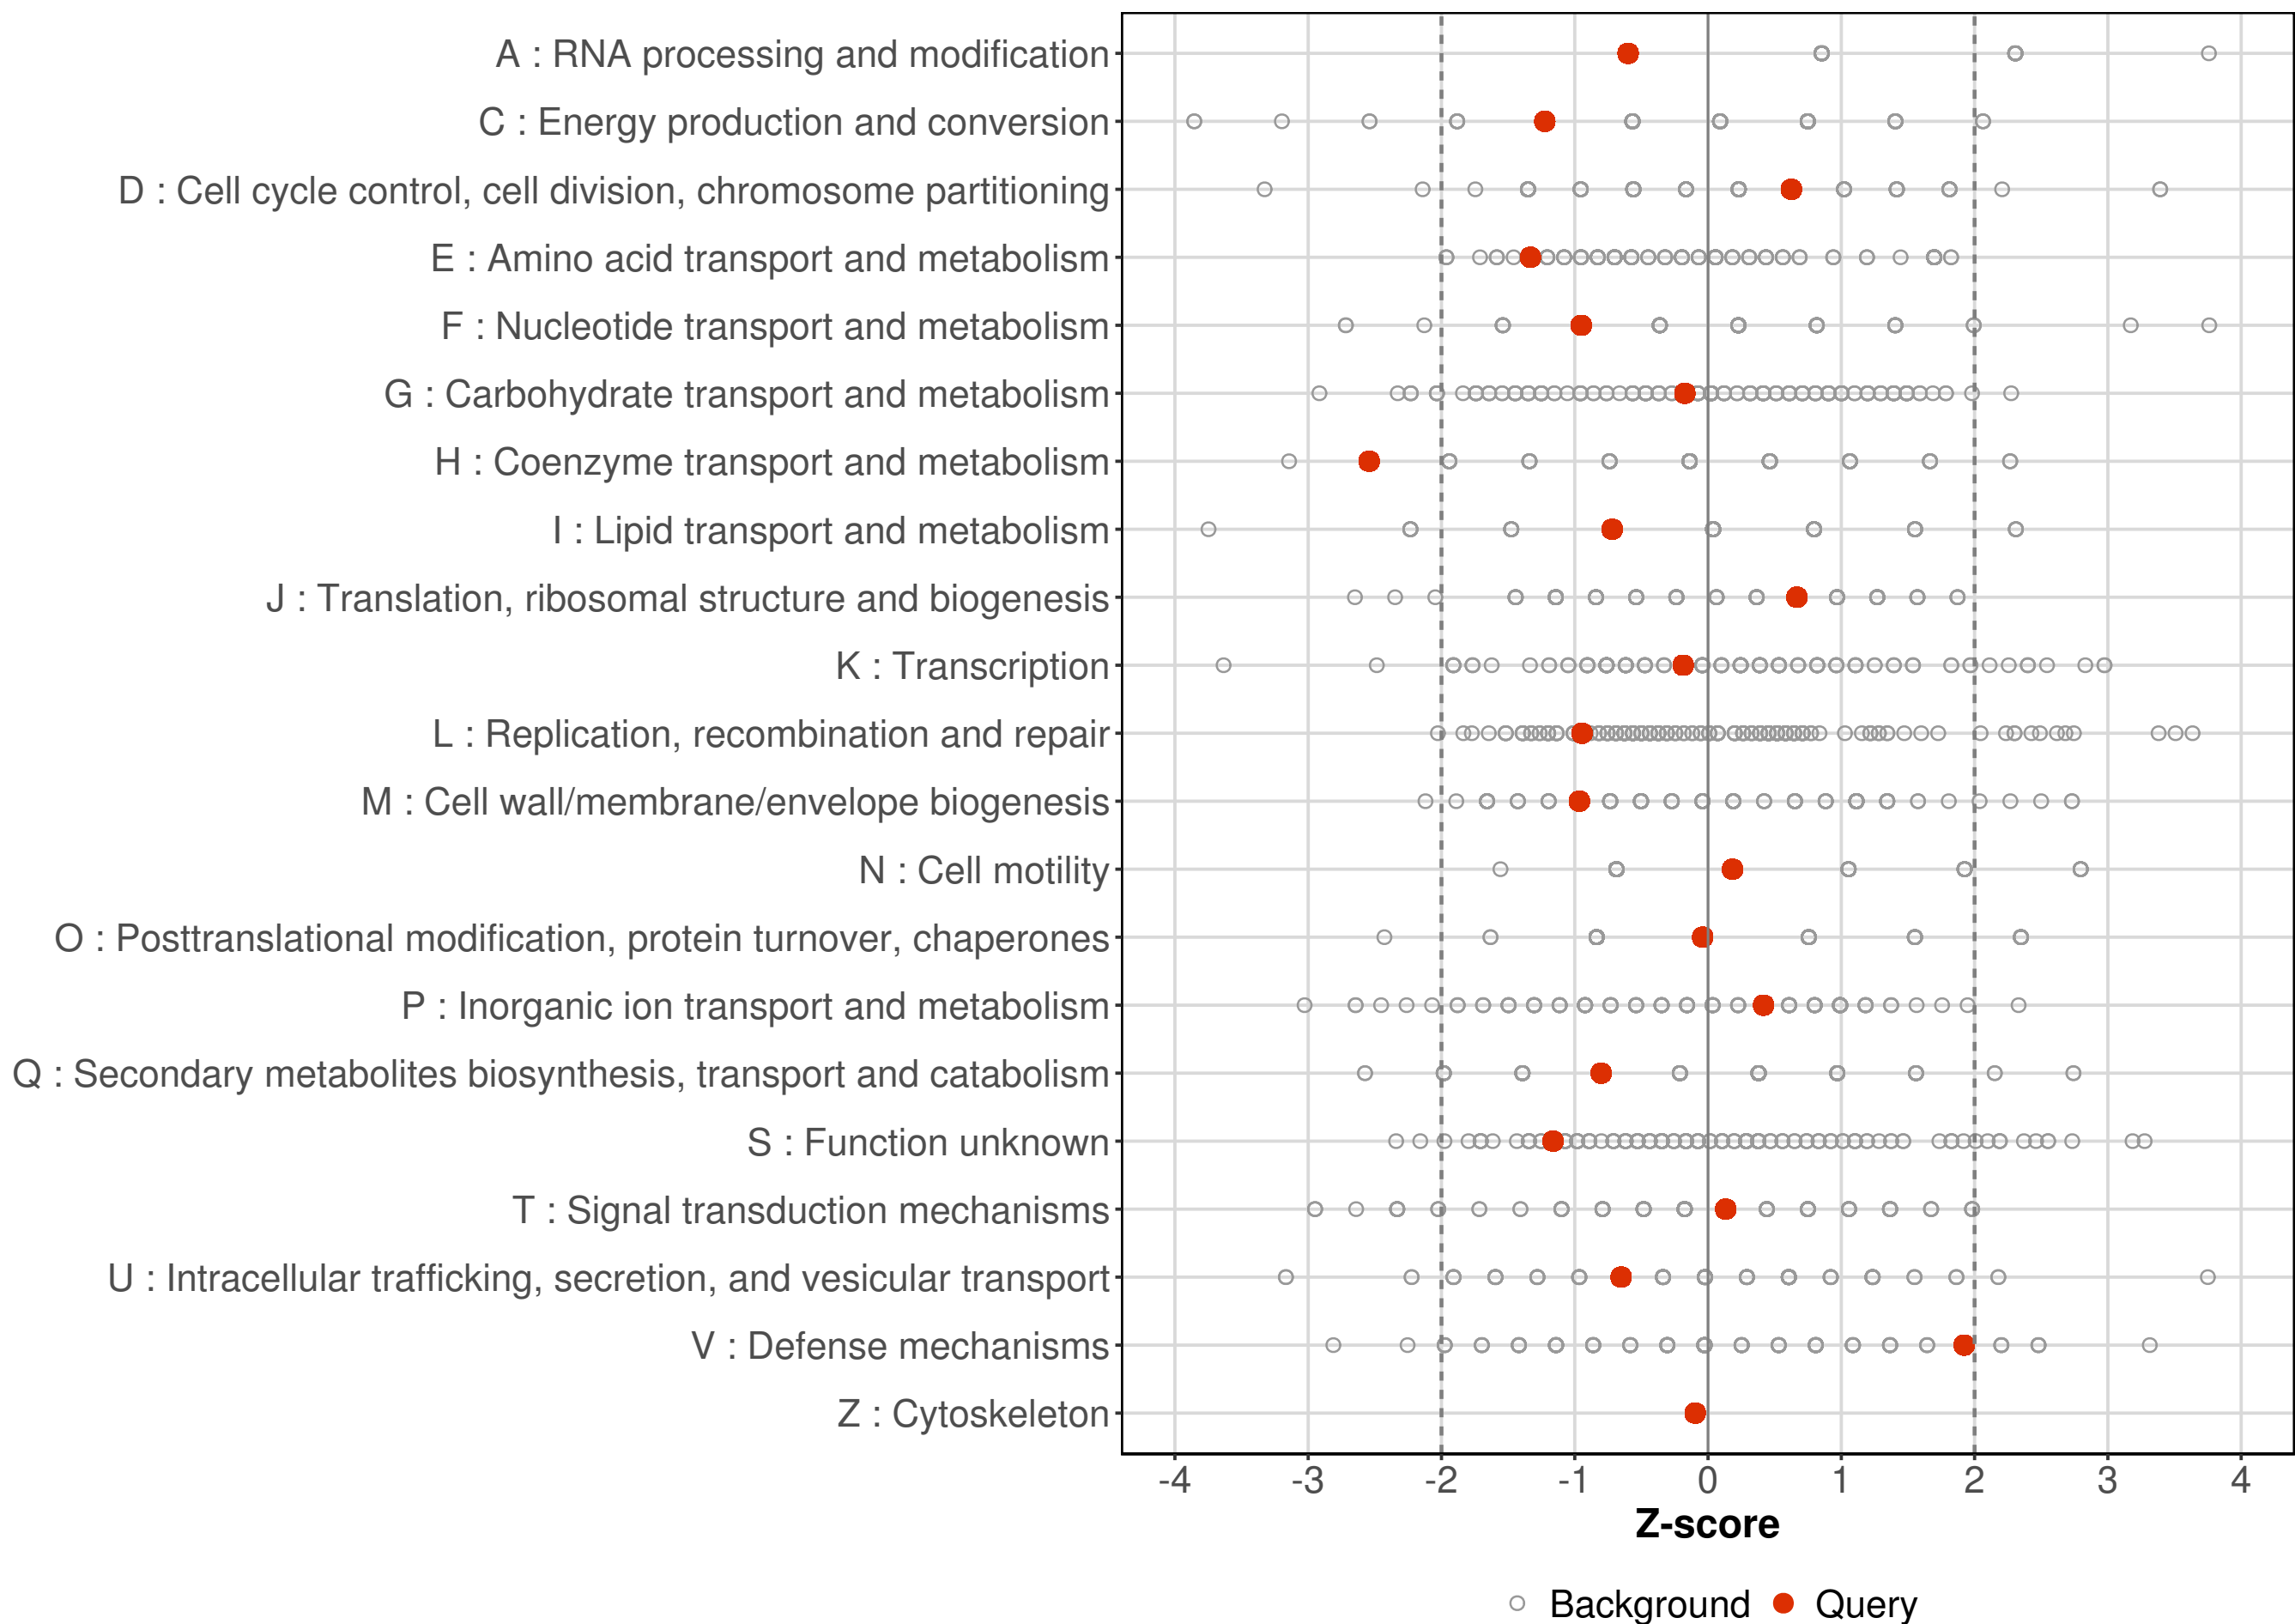 A : RNA processing and modification
C : Energy production and conversion
D : Cell cycle control, cell division, chromosome partitioning
E : Amino acid transport and metabolism
F : Nucleotide transport and metabolism
G : Carbohydrate transport and metabolism
H : Coenzyme transport and metabolism
I : Lipid transport and metabolism
J : Translation, ribosomal structure and biogenesis
K : Transcription
L : Replication, recombination and repair
M : Cell wall/membrane/envelope biogenesis
N : Cell motility
O : Posttranslational modification, protein turnover, chaperones
P : Inorganic ion transport and metabolism
Q : Secondary metabolites biosynthesis, transport and catabolism
S : Function unknown
T : Signal transduction mechanisms
U : Intracellular trafficking, secretion, and vesicular transport
V : Defense mechanisms
Z : Cytoskeleton
-4 -3 -2 -1 0 1 2 3 4
Z-score
Background Query